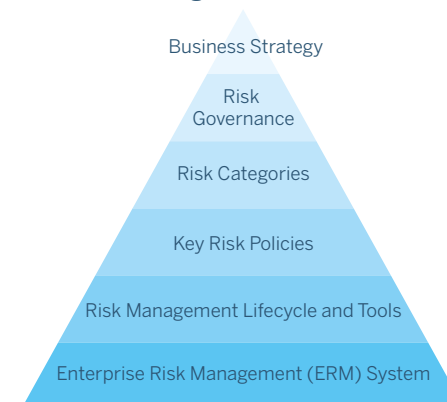 Business Strategy
Risk
Governance
Risk Categories
Key Risk Policies
Risk Management Lifecycle and Tools
Enterprise Risk Management (ERM) System